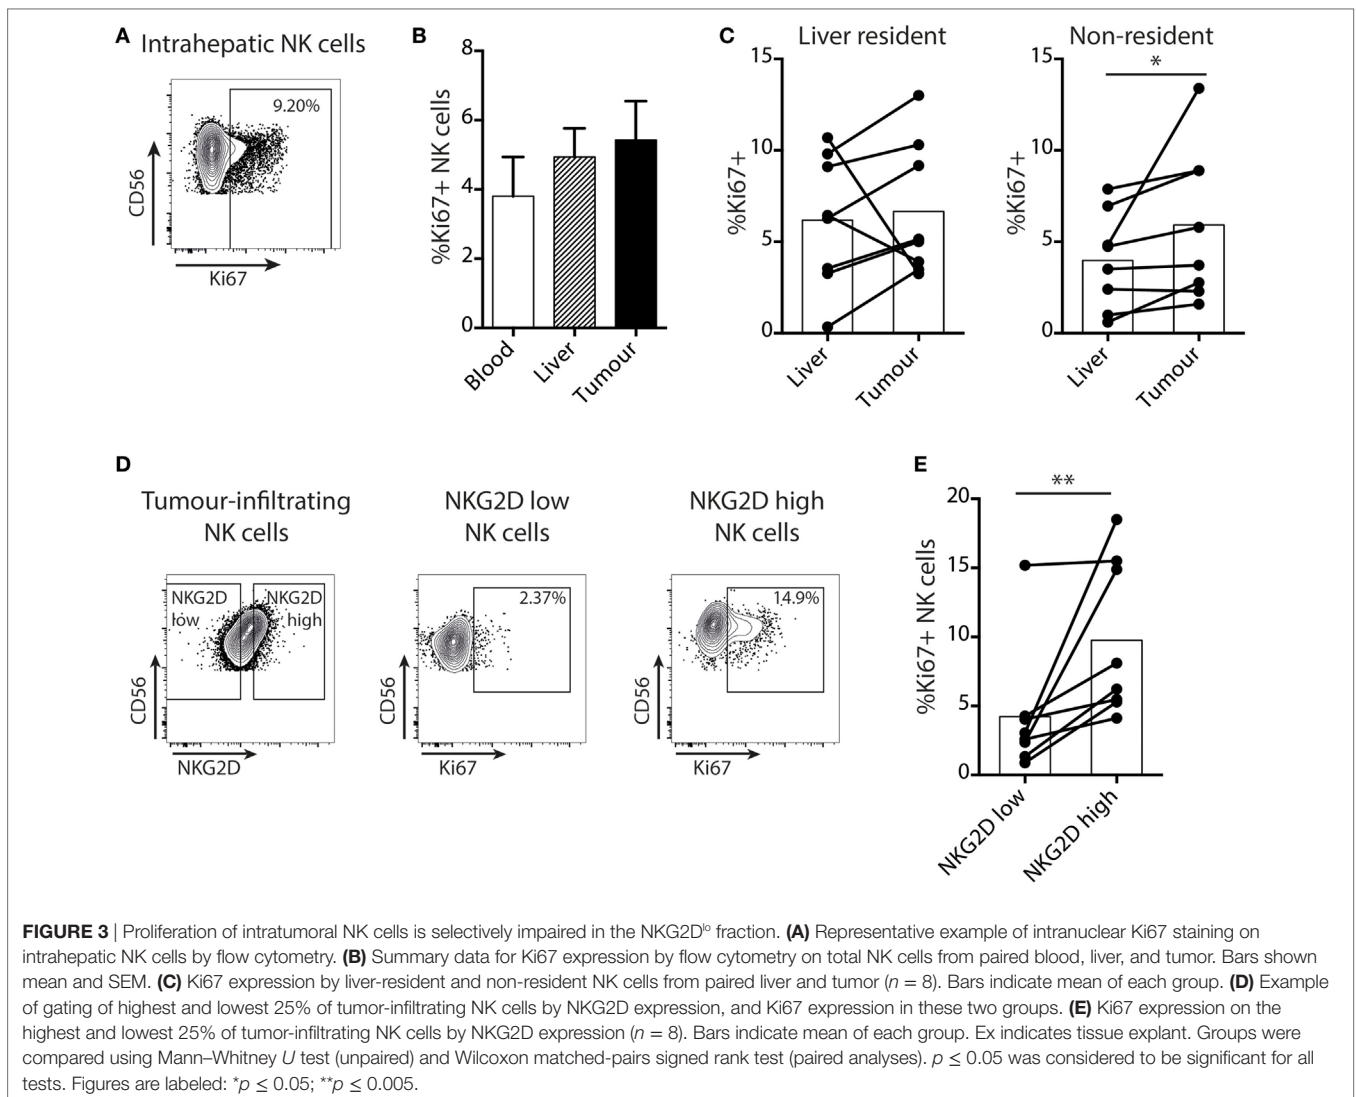 A Intrahepatic NK cells
9.20%
CD56
Ki67
B
%Ki67+ NK cells
8
6
4
2
0
Blood
Liver
Tumour
C
Liver resident
%Ki67+
15
10
5
0
Liver
Tumour
Non-resident
*
%Ki67+
15
10
5
0
Liver
Tumour
D
Tumour-infiltrating
NK cells
NKG2D
low
NKG2D
high
CD56
NKG2D
NKG2D low
NK cells
2.37%
CD56
Ki67
NKG2D high
NK cells
14.9%
CD56
Ki67
E
**
%Ki67+ NK cells
20
15
10
5
0
NKG2D low
NKG2D high
FIGURE 3 | Proliferation of intratumoral NK cells is selectively impaired in the NKG2Dlo fraction. (A) Representative example of intranuclear Ki67 staining on
intrahepatic NK cells by flow cytometry. (B) Summary data for Ki67 expression by flow cytometry on total NK cells from paired blood, liver, and tumor. Bars shown
mean and SEM. (C) Ki67 expression by liver-resident and non-resident NK cells from paired liver and tumor (n = 8). Bars indicate mean of each group. (D) Example
of gating of highest and lowest 25% of tumor-infiltrating NK cells by NKG2D expression, and Ki67 expression in these two groups. (E) Ki67 expression on the
highest and lowest 25% of tumor-infiltrating NK cells by NKG2D expression (n = 8). Bars indicate mean of each group. Ex indicates tissue explant. Groups were
compared using Mann–Whitney U test (unpaired) and Wilcoxon matched-pairs signed rank test (paired analyses). p ≤ 0.05 was considered to be significant for all
tests. Figures are labeled: *p ≤ 0.05; **p ≤ 0.005.